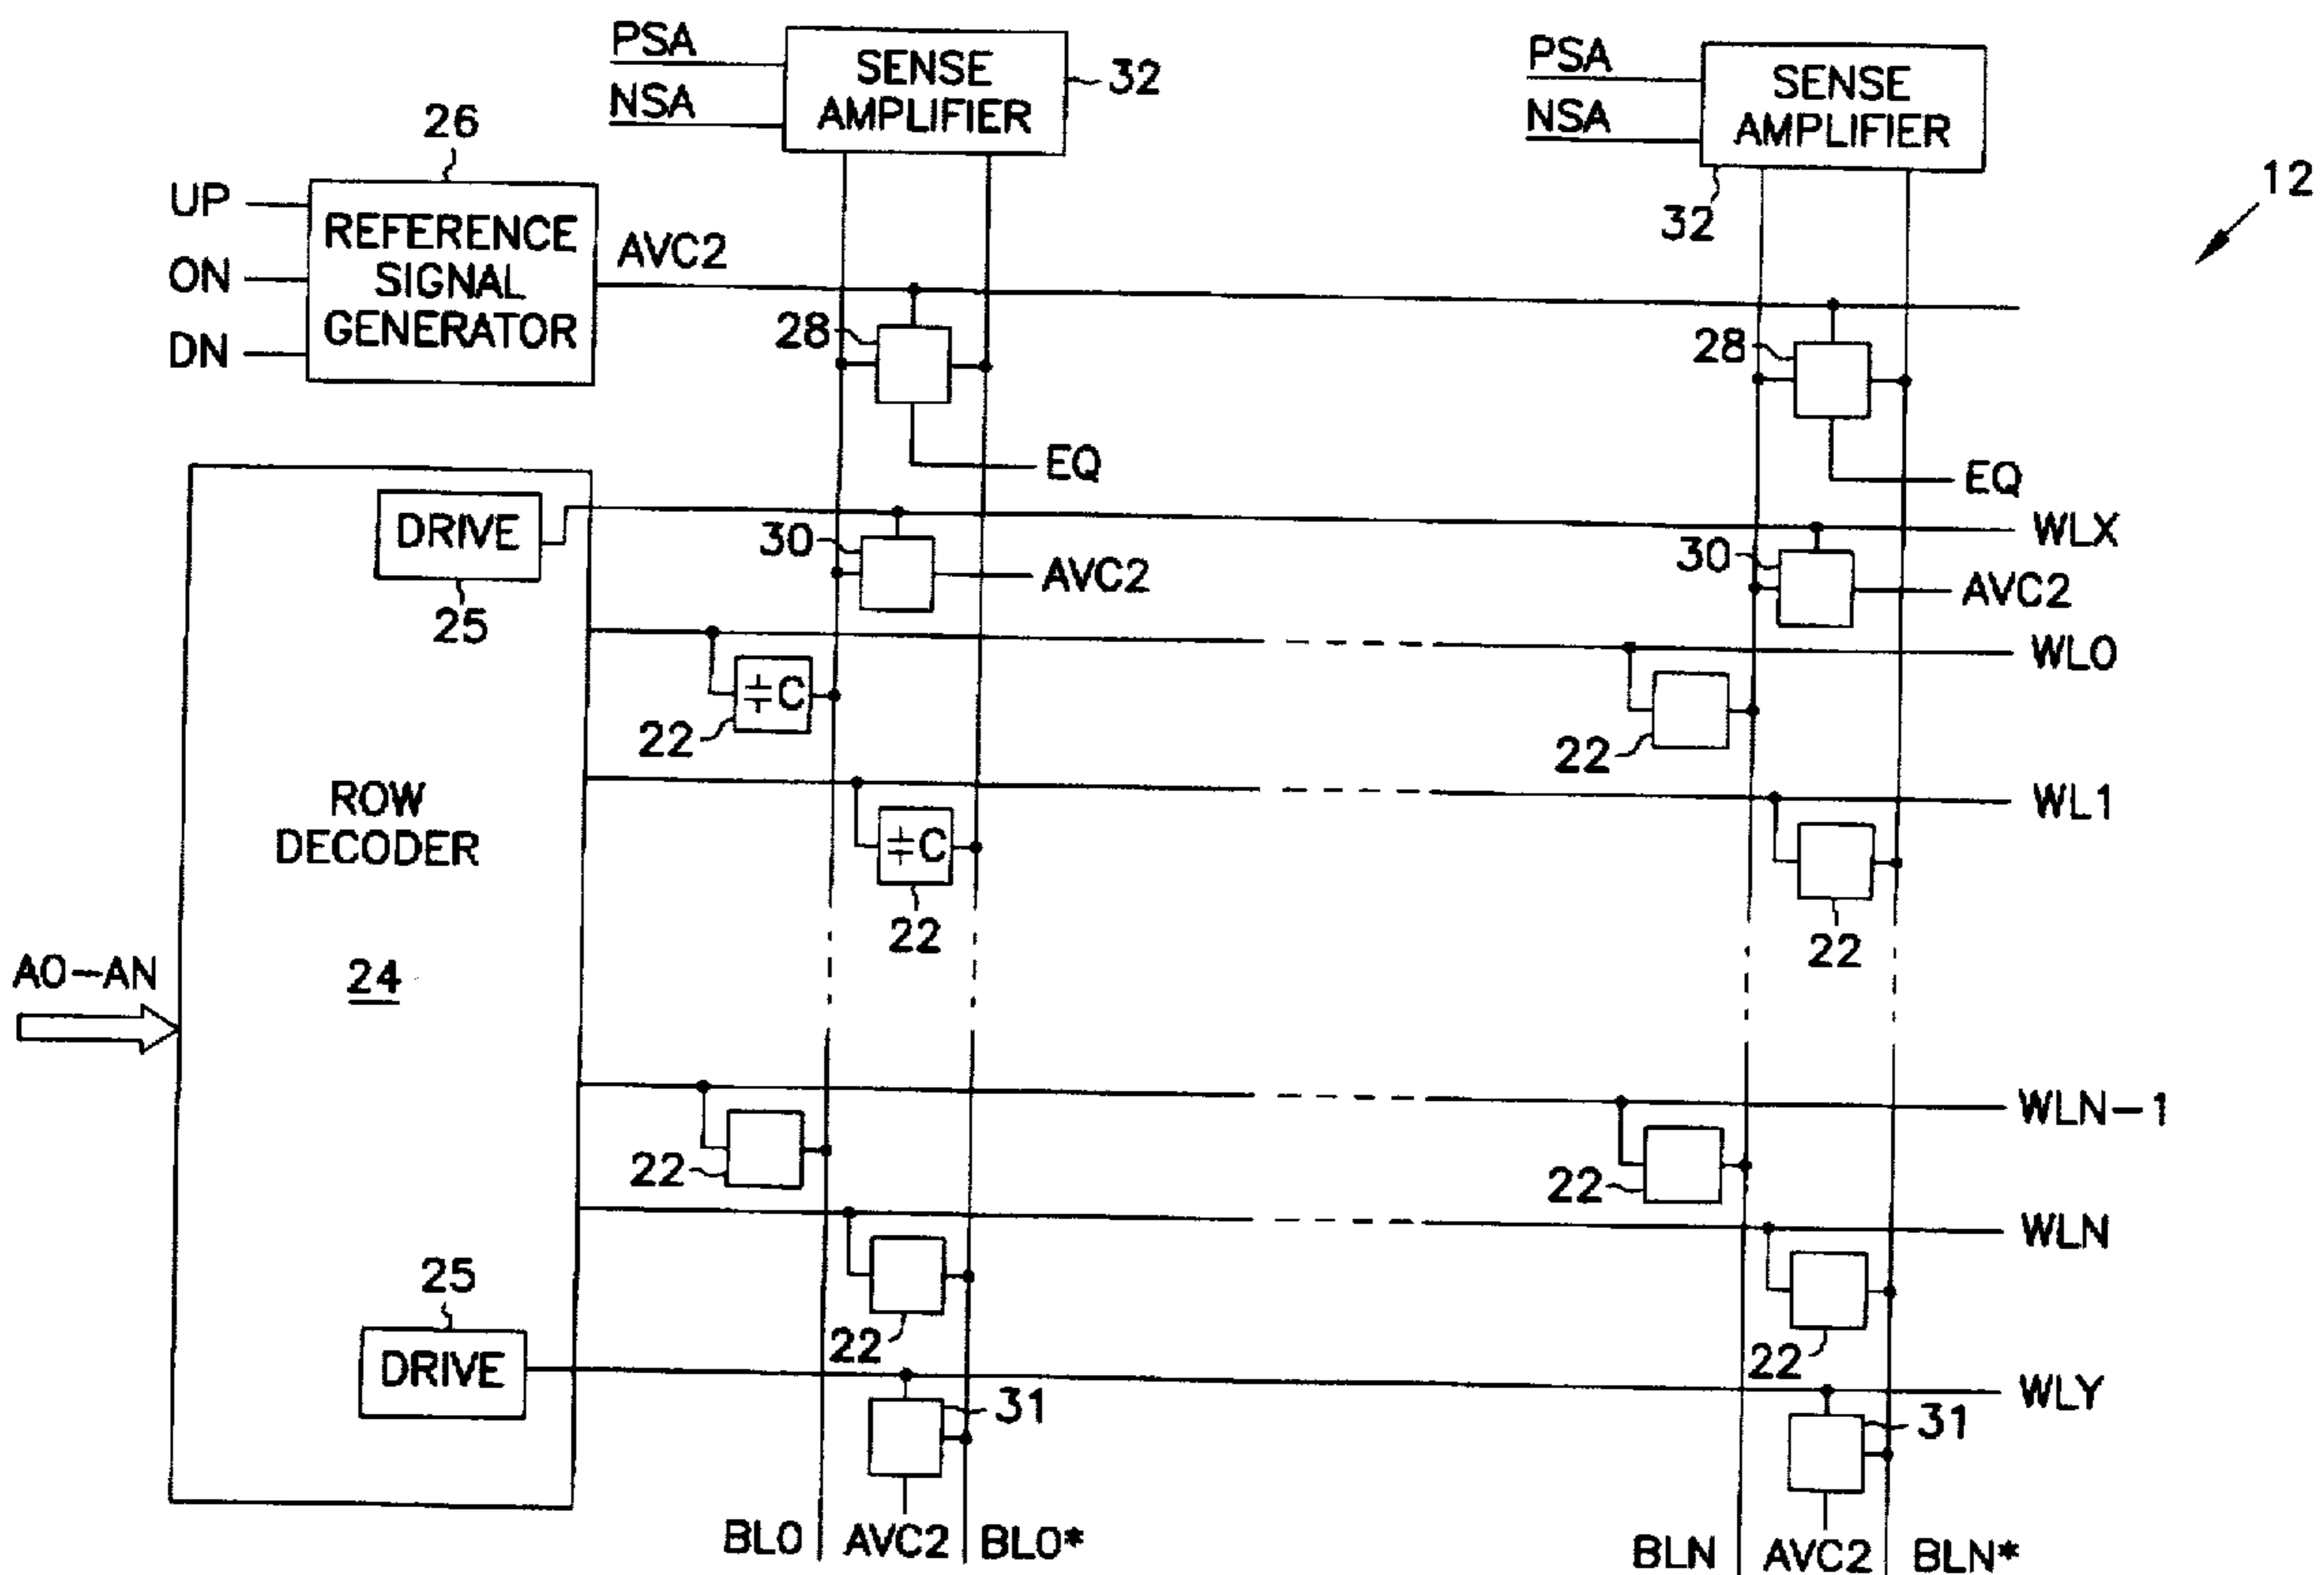 PSA
NSA
SENSE
AMPLIFIER
32
PSA
NSA
SENSE
AMPLIFIER
32
12
26
UP
ON
DN
REFERENCE
SIGNAL
GENERATOR
AVC2
28
28
EQ
EQ
DRIVE
25
WLX
30
AVC2
30
AVC2
WL0
C
22
22
WL1
C
22
22
ROW
DECODER
24
A0-AN
WLN-1
22
22
WLN
22
22
25
DRIVE
WLY
31
31
BL0
AVC2
BL0*
BLN
AVC2
BLN*